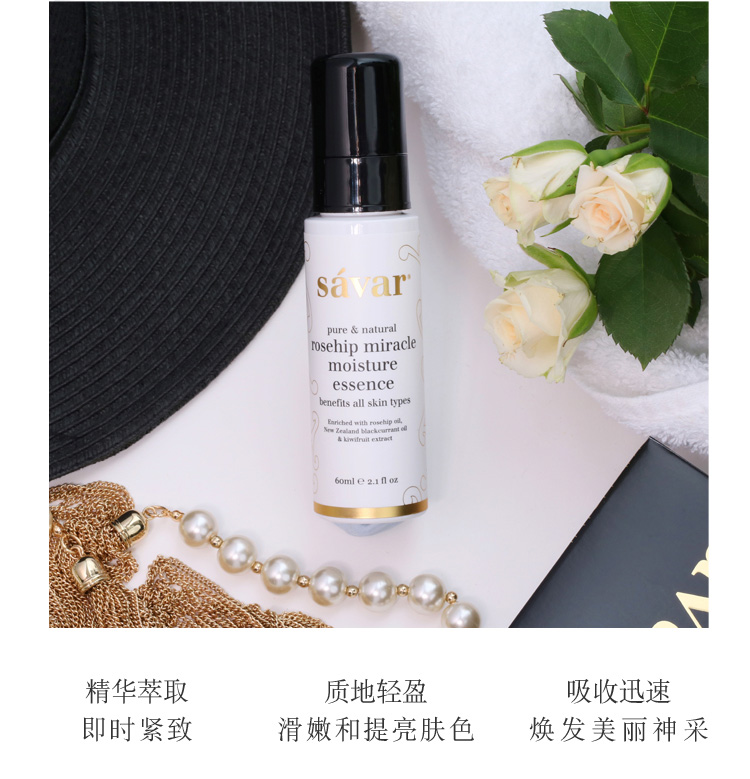 sávar®
pure & natural
rosehip miracle
moisture
essence
benefits all skin types
Enriched with rosehip oil,
New Zealand blackcurrant oil
& kiwifruit extract
60ml ℮ 2.1 fl oz
精华萃取
即时紧致
质地轻盈
滑嫩和提亮肤色
吸收迅速
焕发美丽神采